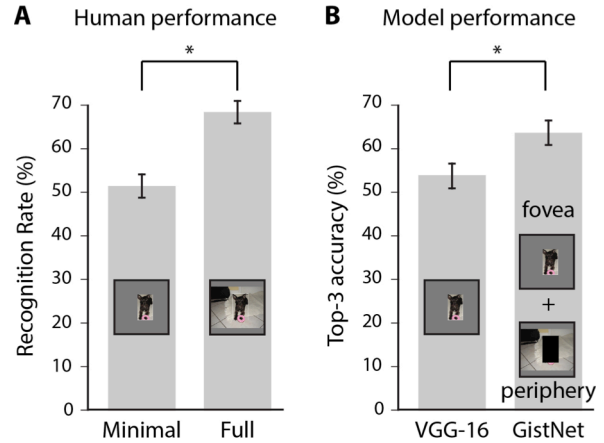 A Human performance
*
Recognition Rate (%)
70
60
50
40
30
20
10
0
Minimal Full
B Model performance
*
Top-3 accuracy (%)
70
60
50
40
30
20
10
0
fovea
+
periphery
VGG-16 GistNet